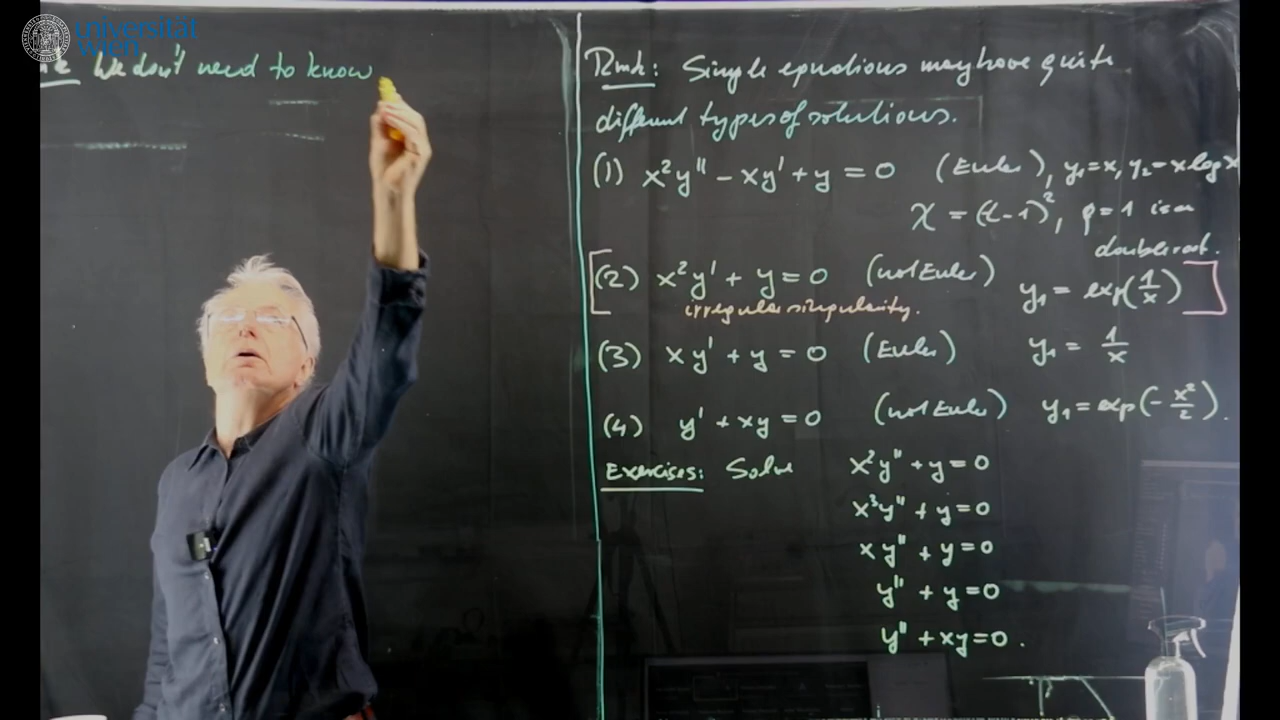 universität
wien
We don't need to know
Rmk: Simple equations may have quite
different types of solutions.
(1) x²y" - xy' + y = 0 (Euler), y₁=x, y₂=x log x
χ = (t-1)², ρ=1 is a
double root.
[(2) x²y' + y = 0 (not Euler) y₁ = exp(1/x)]
irregular singularity.
(3) xy' + y = 0 (Euler) y₁ = 1/x
(4) y' + xy = 0 (not Euler) y₁ = exp(-x²/2).
Exercises: Solve x²y" + y = 0
x³y" + y = 0
xy" + y = 0
y" + y = 0
y" + xy = 0.